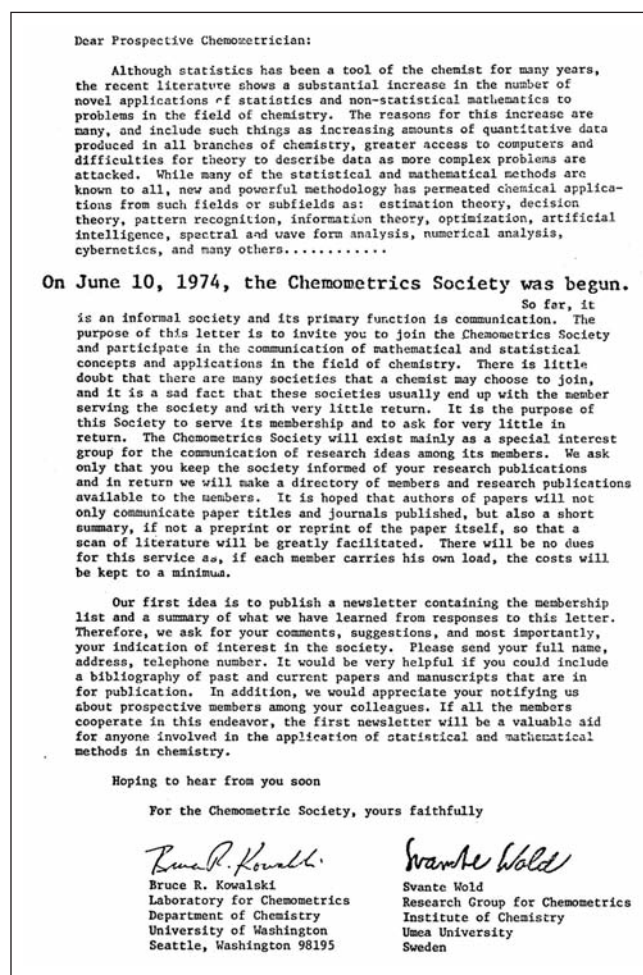 Dear Prospective Chemometrician:
Although statistics has been a tool of the chemist for many years,
the recent literature shows a substantial increase in the number of
novel applications of statistics and non-statistical mathematics to
problems in the field of chemistry. The reasons for this increase are
many, and include such things as increasing amounts of quantitative data
produced in all branches of chemistry, greater access to computers and
difficulties for theory to describe data as more complex problems are
attacked. While many of the statistical and mathematical methods are
known to all, new and powerful methodology has permeated chemical applica-
tions from such fields or subfields as: estimation theory, decision
theory, pattern recognition, information theory, optimization, artificial
intelligence, spectral and wave form analysis, numerical analysis,
cybernetics, and many others............
On June 10, 1974, the Chemometrics Society was begun.
So far, it
is an informal society and its primary function is communication. The
purpose of this letter is to invite you to join the Chemometrics Society
and participate in the communication of mathematical and statistical
concepts and applications in the field of chemistry. There is little
doubt that there are many societies that a chemist may choose to join,
and it is a sad fact that these societies usually end up with the member
serving the society and with very little return. It is the purpose of
this Society to serve its membership and to ask for very little in
return. The Chemometrics Society will exist mainly as a special interest
group for the communication of research ideas among its members. We ask
only that you keep the society informed of your research publications
and in return we will make a directory of members and research publications
available to the members. It is hoped that authors of papers will not
only communicate paper titles and journals published, but also a short
summary, if not a preprint or reprint of the paper itself, so that a
scan of literature will be greatly facilitated. There will be no dues
for this service as, if each member carries his own load, the costs will
be kept to a minimum.
Our first idea is to publish a newsletter containing the membership
list and a summary of what we have learned from responses to this letter.
Therefore, we ask for your comments, suggestions, and most importantly,
your indication of interest in the society. Please send your full name,
address, telephone number. It would be very helpful if you could include
a bibliography of past and current papers and manuscripts that are in
for publication. In addition, we would appreciate your notifying us
about prospective members among your colleagues. If all the members
cooperate in this endeavor, the first newsletter will be a valuable aid
for anyone involved in the application of statistical and mathematical
methods in chemistry.
Hoping to hear from you soon
For the Chemometric Society, yours faithfully
Bruce R. Kowalski
Svante Wold
Bruce R. Kowalski
Laboratory for Chemometrics
Department of Chemistry
University of Washington
Seattle, Washington 98195
Svante Wold
Research Group for Chemometrics
Institute of Chemistry
Umea University
Sweden